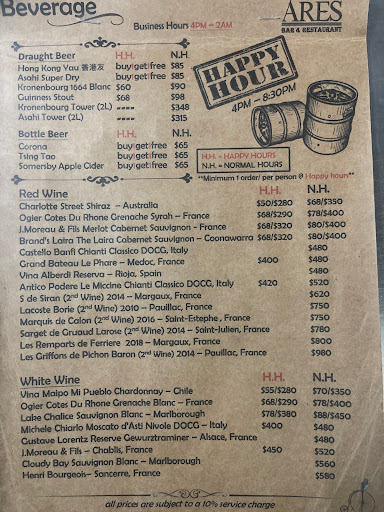 Beverage
ARES
BAR & RESTAURANT
Business Hours 4PM – 2AM
Draught Beer H.H. N.H.
Hong Kong Yau 香港友 buy1get1free $85
Asahi Super Dry buy1get1free $85
Kronenbourg 1664 Blanc $60 $90
Guinness Stout $68 $98
Kronenbourg Tower (2L) ---- $348
Asahi Tower (2L) ---- $315
HAPPY HOUR
4PM – 8:30PM
Bottle Beer H.H. N.H.
Corona buy1get1free $65
Tsing Tao buy1get1free $65
Somersby Apple Cider buy1get1free $65
H.H. = HAPPY HOURS
N.H. = NORMAL HOURS
**Minimum 1 order/ per person @ Happy hours**
Red Wine H.H. N.H.
Charlotte Street Shiraz – Australia $50/$280 $68/$350
Ogier Cotes Du Rhone Grenache Syrah – France $68/$290 $78/$400
J.Moreau & Fils Merlot Cabernet Sauvignon - France $68/$320 $80/$400
Brand's Laira The Laira Cabernet Sauvignon – Coonawarra $68/$320 $80/$400
Castello Banfi Chianti Classico DOCG, Italy $480
Grand Bateau Le Phare – Medoc, France $400 $480
Vina Alberdi Reserva – Rioja, Spain $480
Antico Podere Le Miccine Chianti Classico DOCG, Italy $420 $520
S de Siran (2nd Wine) 2014 – Margaux, France $620
Lacoste Borie (2nd Wine) 2010 – Pauillac, France $750
Marquis de Calon (2nd Wine) 2016 – Saint-Estephe, France $750
Sarget de Gruaud Larose (2nd Wine) 2014 – Saint-Julien, France $780
Les Remparts de Ferriere 2018 – Margaux, France $800
Les Griffons de Pichon Baron (2nd Wine) 2014 – Pauillac, France $980
White Wine H.H. N.H.
Vina Maipo Mi Pueblo Chardonnay – Chile $55/$280 $70/$350
Ogier Cotes Du Rhone Grenache Blanc – France $68/$290 $78/$400
Lake Chalice Sauvignon Blanc – Marlborough $78/$380 $88/$450
Michele Chiarlo Moscato d'Asti Nivole DOCG – Italy $400 $480
Gustave Lorentz Reserve Gewurztraminer – Alsace, France $480
J.Moreau & Fils – Chablis, France $450 $520
Cloudy Bay Sauvignon Blanc – Marlborough $560
Henri Bourgeois– Sancerre, France $580
all prices are subject to a 10% service charge